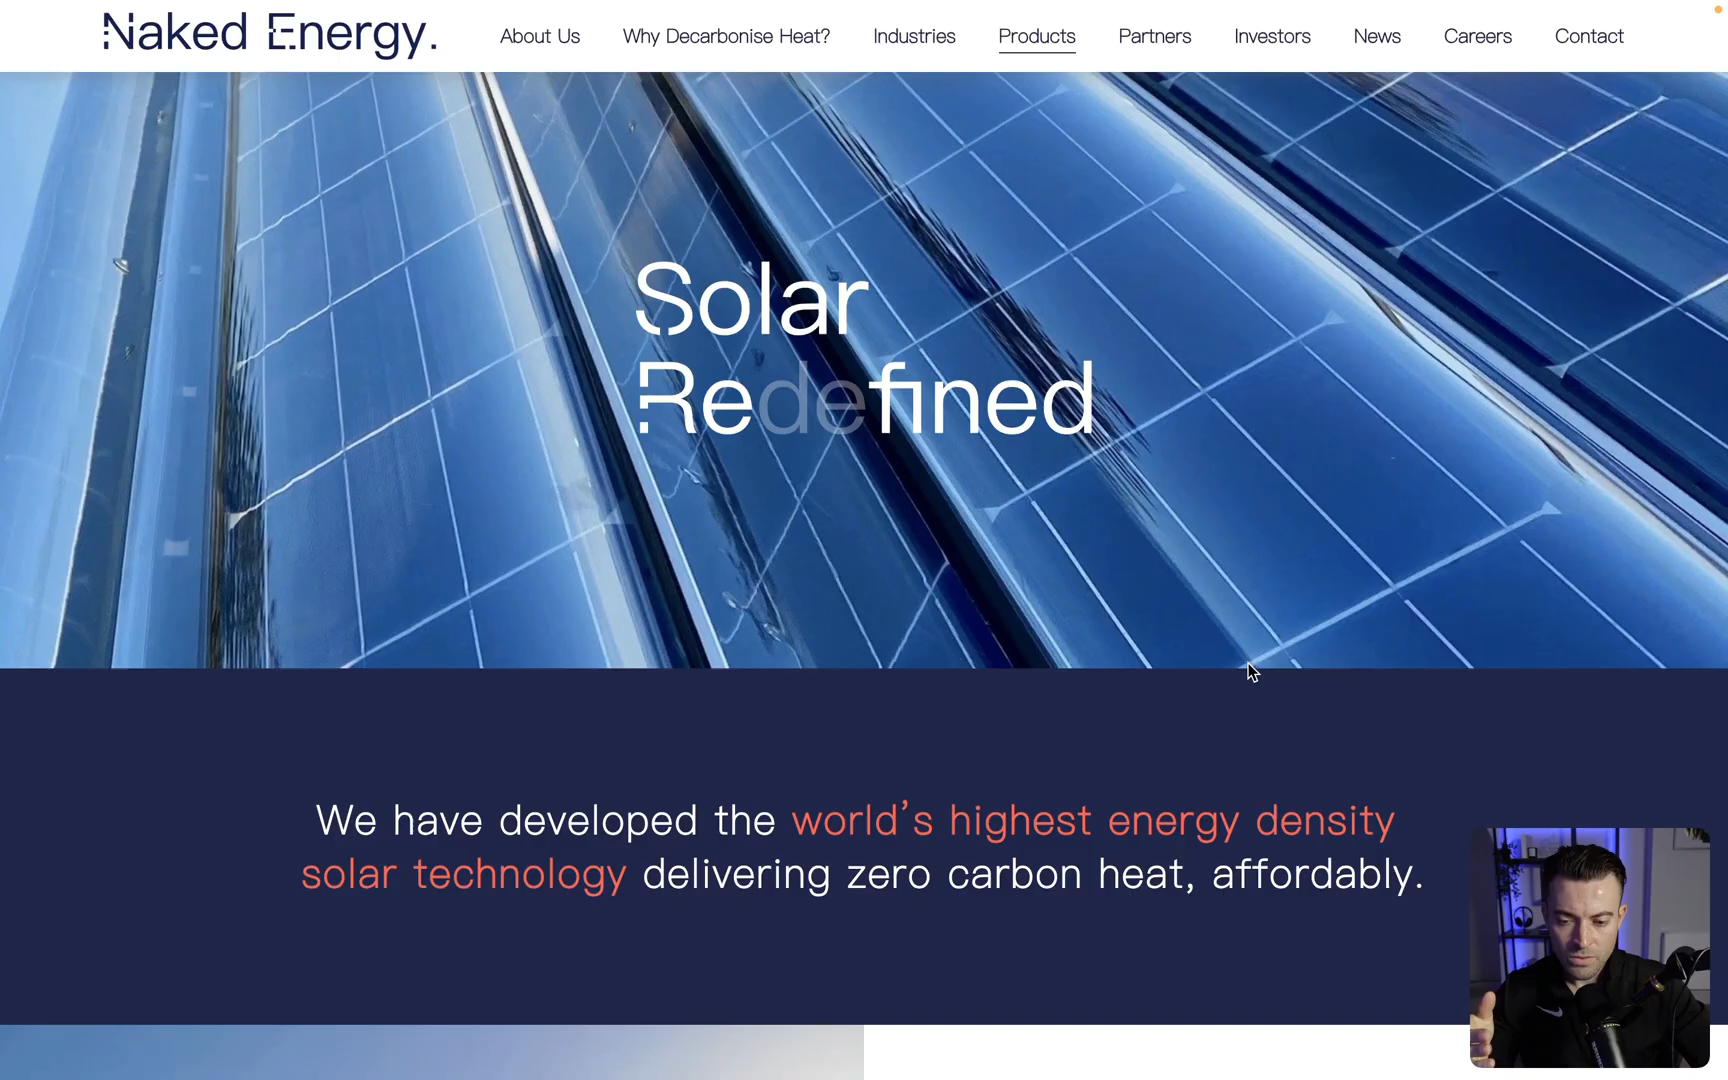 Naked Energy.
About Us
Why Decarbonise Heat?
Industries
Products
Partners
Investors
News
Careers
Contact
Solar
Redefined
We have developed the world's highest energy density
solar technology delivering zero carbon heat, affordably.